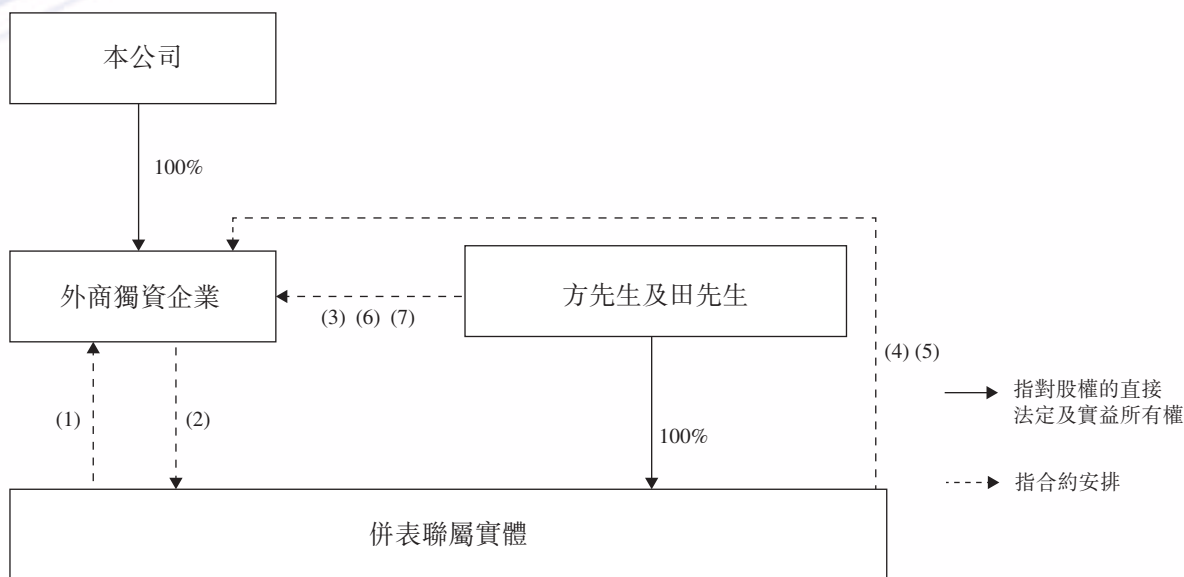 本公司
100%
外商獨資企業
方先生及田先生
(3) (6) (7)
(4) (5)
(1)
(2)
100%
指對股權的直接
法定及實益所有權
指合約安排
併表聯屬實體